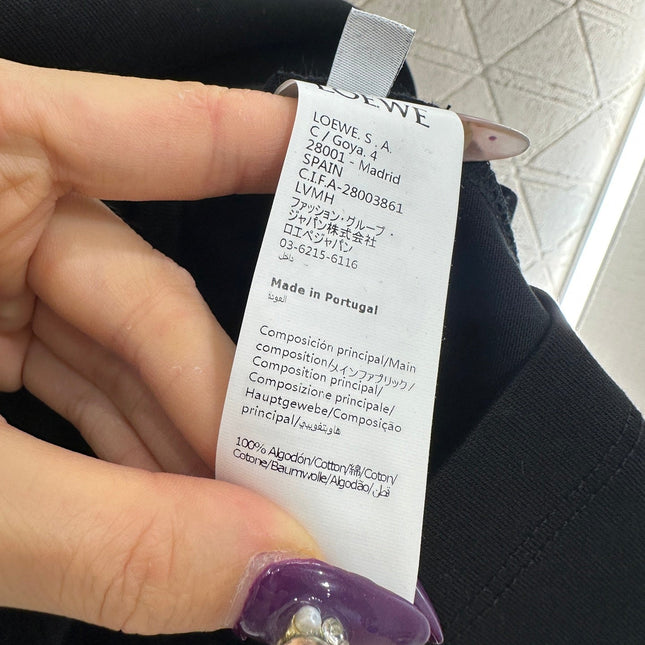 LOEWE
LOEWE. S . A.
C / Goya. 4
28001 - Madrid
SPAIN
C.I.F.A-28003861
LVMH
ファッション・グループ・
ジャパン株式会社
ロエベジャパン
03-6215-6116
Made in Portugal
Composición principal/Main
composition/メインファブリック/
Composition principal/
Composizione principale/
Hauptgewebe/Composição
principal/
100% Algodón/Cotton/綿/Coton/
Cotone/Baumwolle/Algodão/قطن